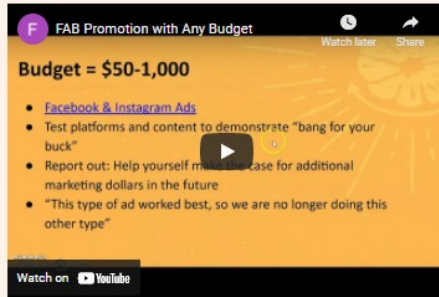 F
FAB Promotion with Any Budget
Watch later
Share
Budget = $50-1,000
• Facebook & Instagram Ads
• Test platforms and content to demonstrate "bang for your
buck"
• Report out: Help yourself make the case for additional
marketing dollars in the future
• "This type of ad worked best, so we are no longer doing this
other type"
Watch on YouTube